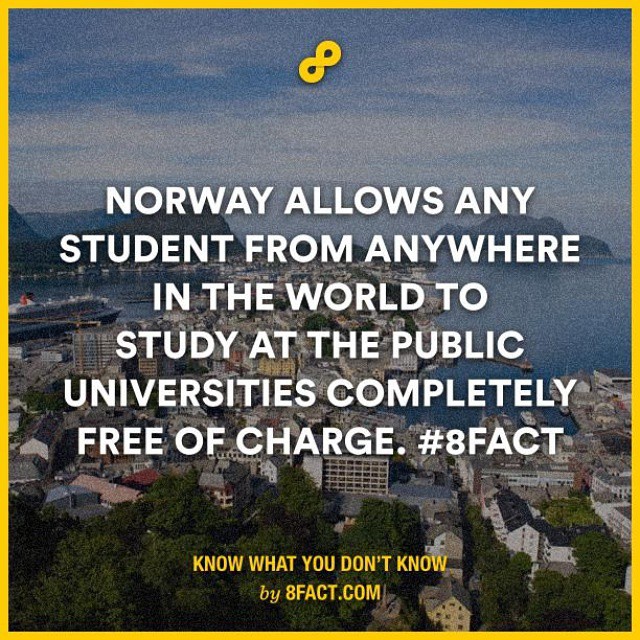 NORWAY ALLOWS ANY
STUDENT FROM ANYWHERE
IN THE WORLD TO
STUDY AT THE PUBLIC
UNIVERSITIES COMPLETELY
FREE OF CHARGE. #8FACT
KNOW WHAT YOU DON'T KNOW
by 8FACT.COM